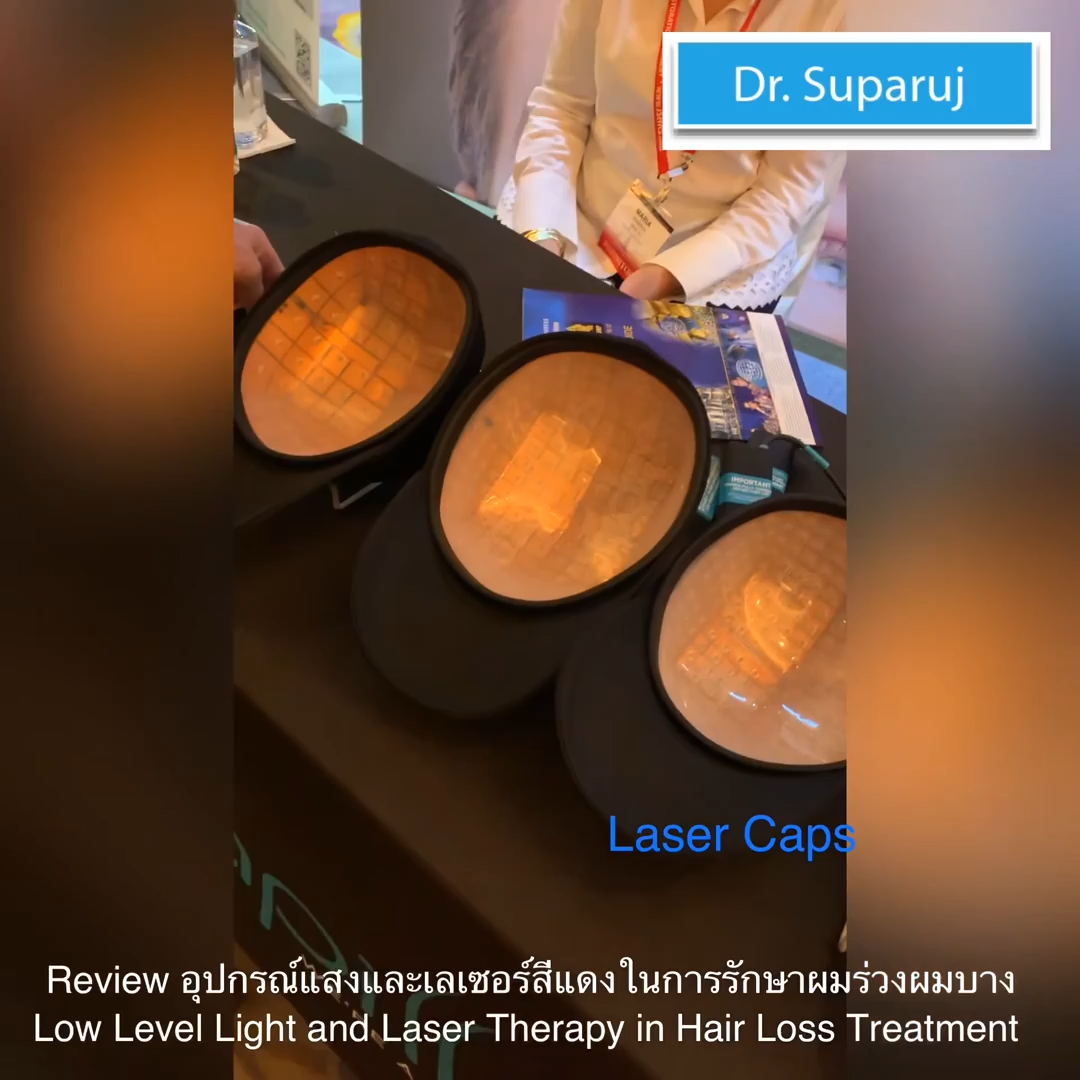 Dr. Suparuj
MARIA
IMPORTANT
Laser Caps
Review อุปกรณ์แสงและเลเซอร์สีแดงในการรักษาผมร่วงผมบาง
Low Level Light and Laser Therapy in Hair Loss Treatment